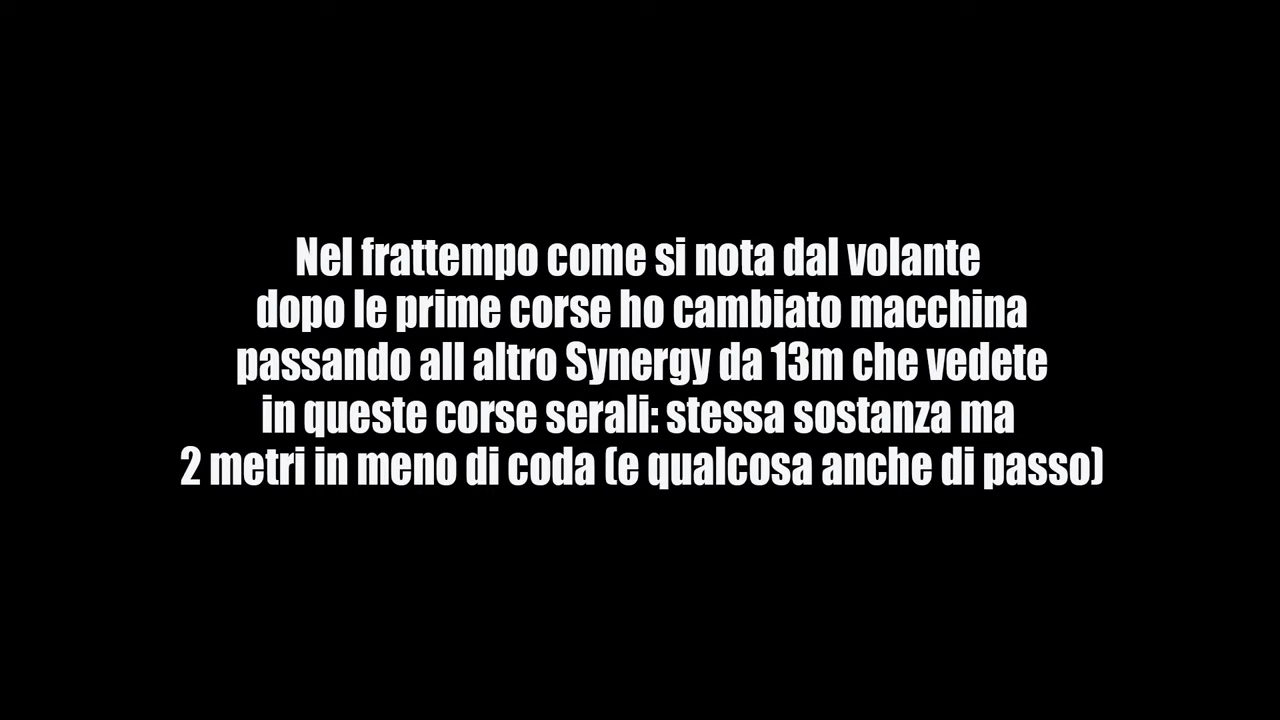 Nel frattempo come si nota dal volante
dopo le prime corse ho cambiato macchina
passando all altro Synergy da 13m che vedete
in queste corse serali: stessa sostanza ma
2 metri in meno di coda (e qualcosa anche di passo)